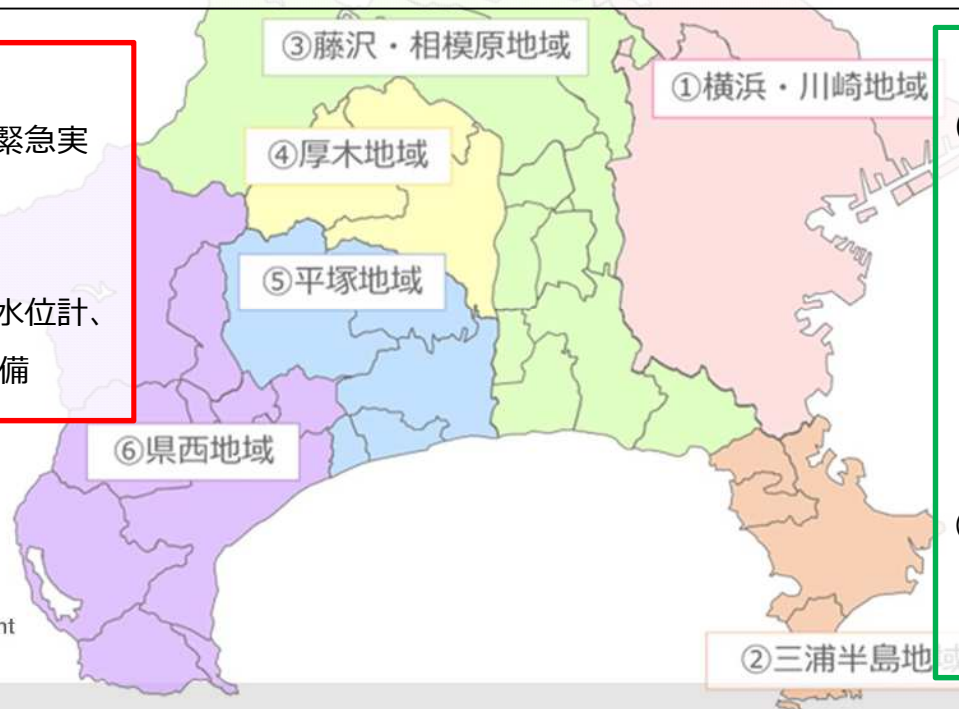 ③藤沢・相模原地域
①横浜・川崎地域
緊急実
④厚木地域
⑤平塚地域
水位計、
備
⑥県西地域
nt
②三浦半島地域